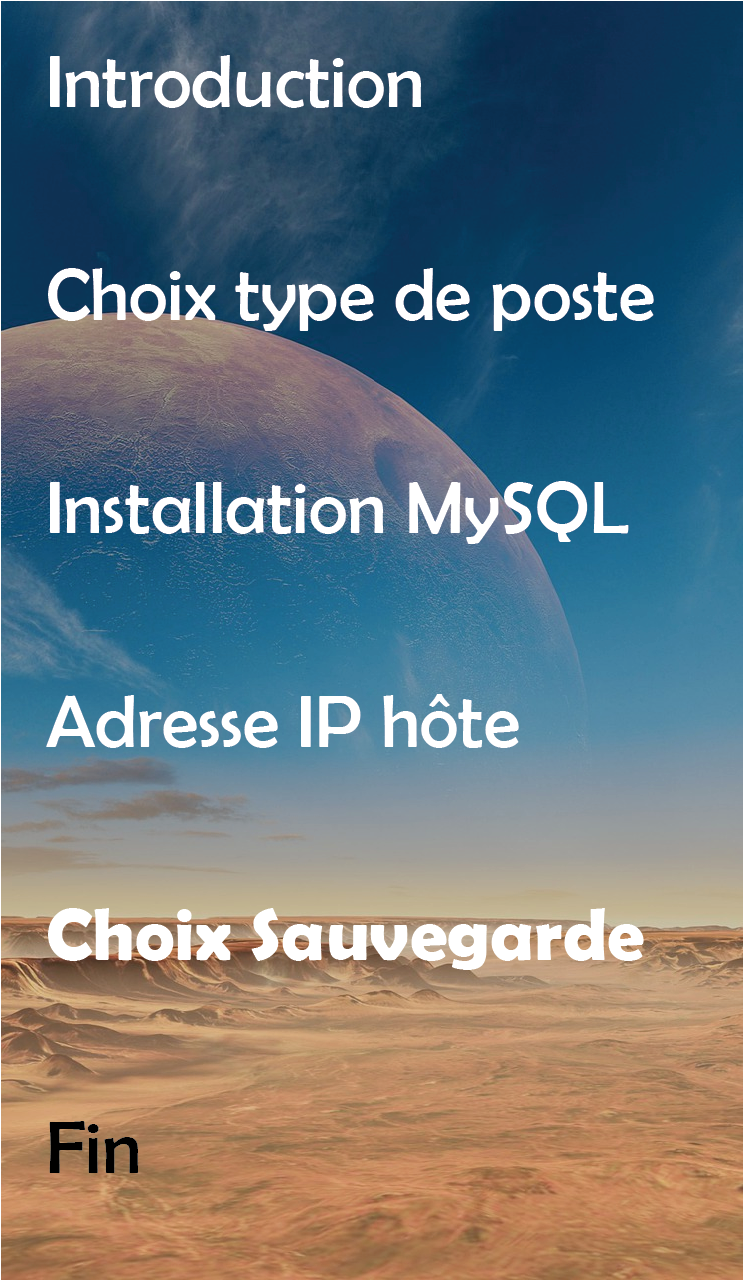 Introduction
Choix type de poste
Installation MySQL
Adresse IP hôte
Choix Sauvegarde
Fin